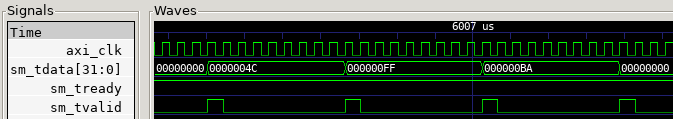 Signals
Waves
Time
6007 us
axi_clk
sm_tdata[31:0]
00000000 0000004C 000000FF 000000BA 00000000
sm_tready
sm_tvalid